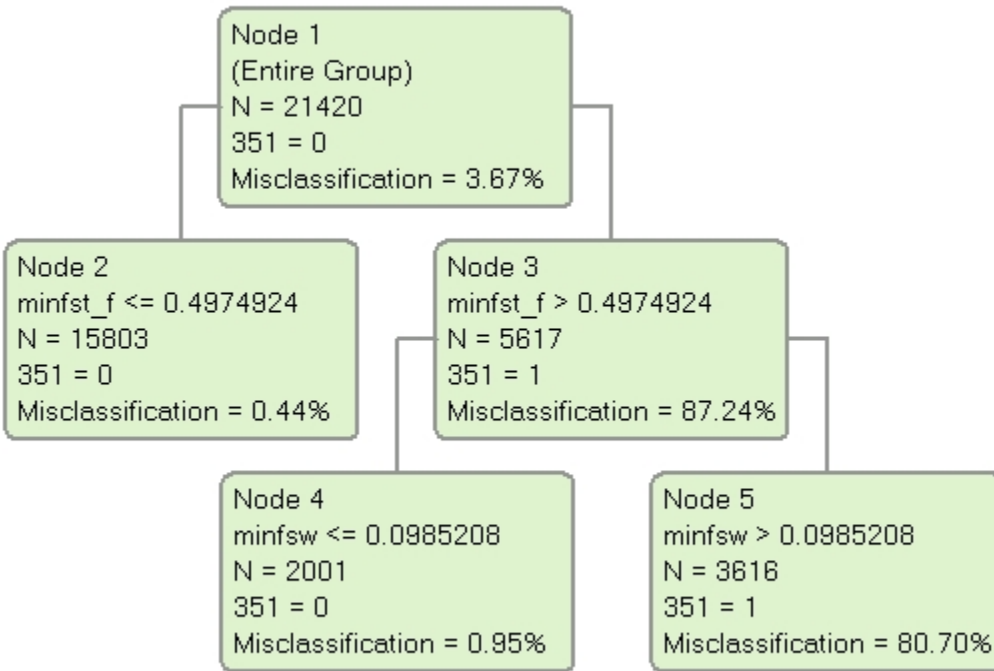 Node 1
(Entire Group)
N = 21420
351 = 0
Misclassification = 3.67%
Node 2
minfst_f <= 0.4974924
N = 15803
351 = 0
Misclassification = 0.44%
Node 3
minfst_f > 0.4974924
N = 5617
351 = 1
Misclassification = 87.24%
Node 4
minfsw <= 0.0985208
N = 2001
351 = 0
Misclassification = 0.95%
Node 5
minfsw > 0.0985208
N = 3616
351 = 1
Misclassification = 80.70%